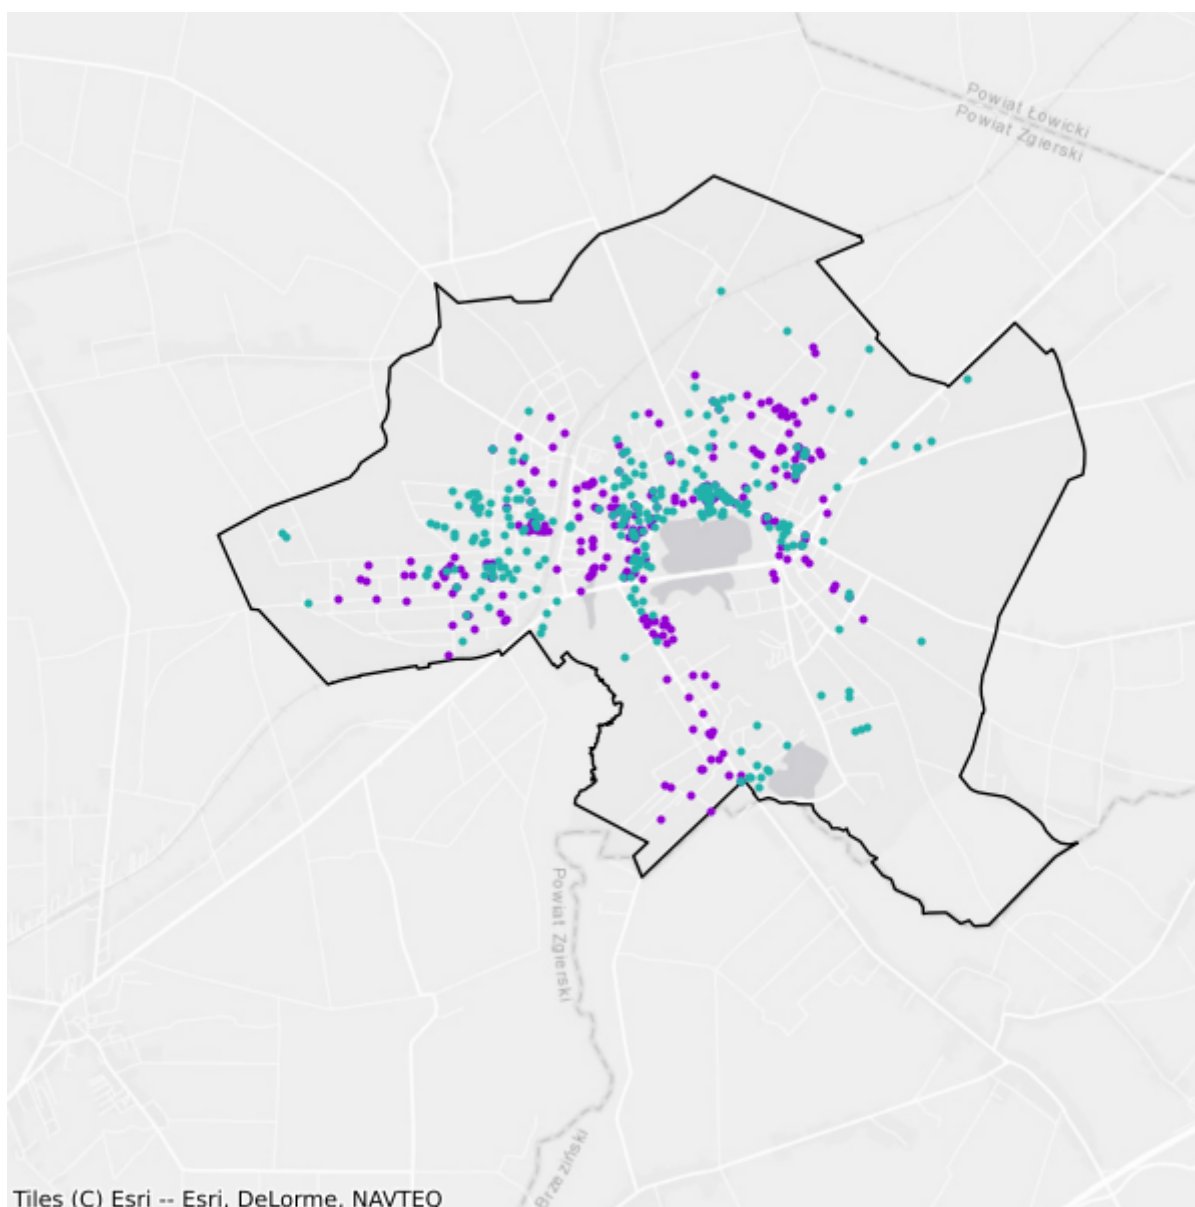 Powiat Łowicki
Powiat Zgierski
Powiat Zgierski
Brzeziński
Tiles (C) Esri -- Esri, DeLorme, NAVTEQ